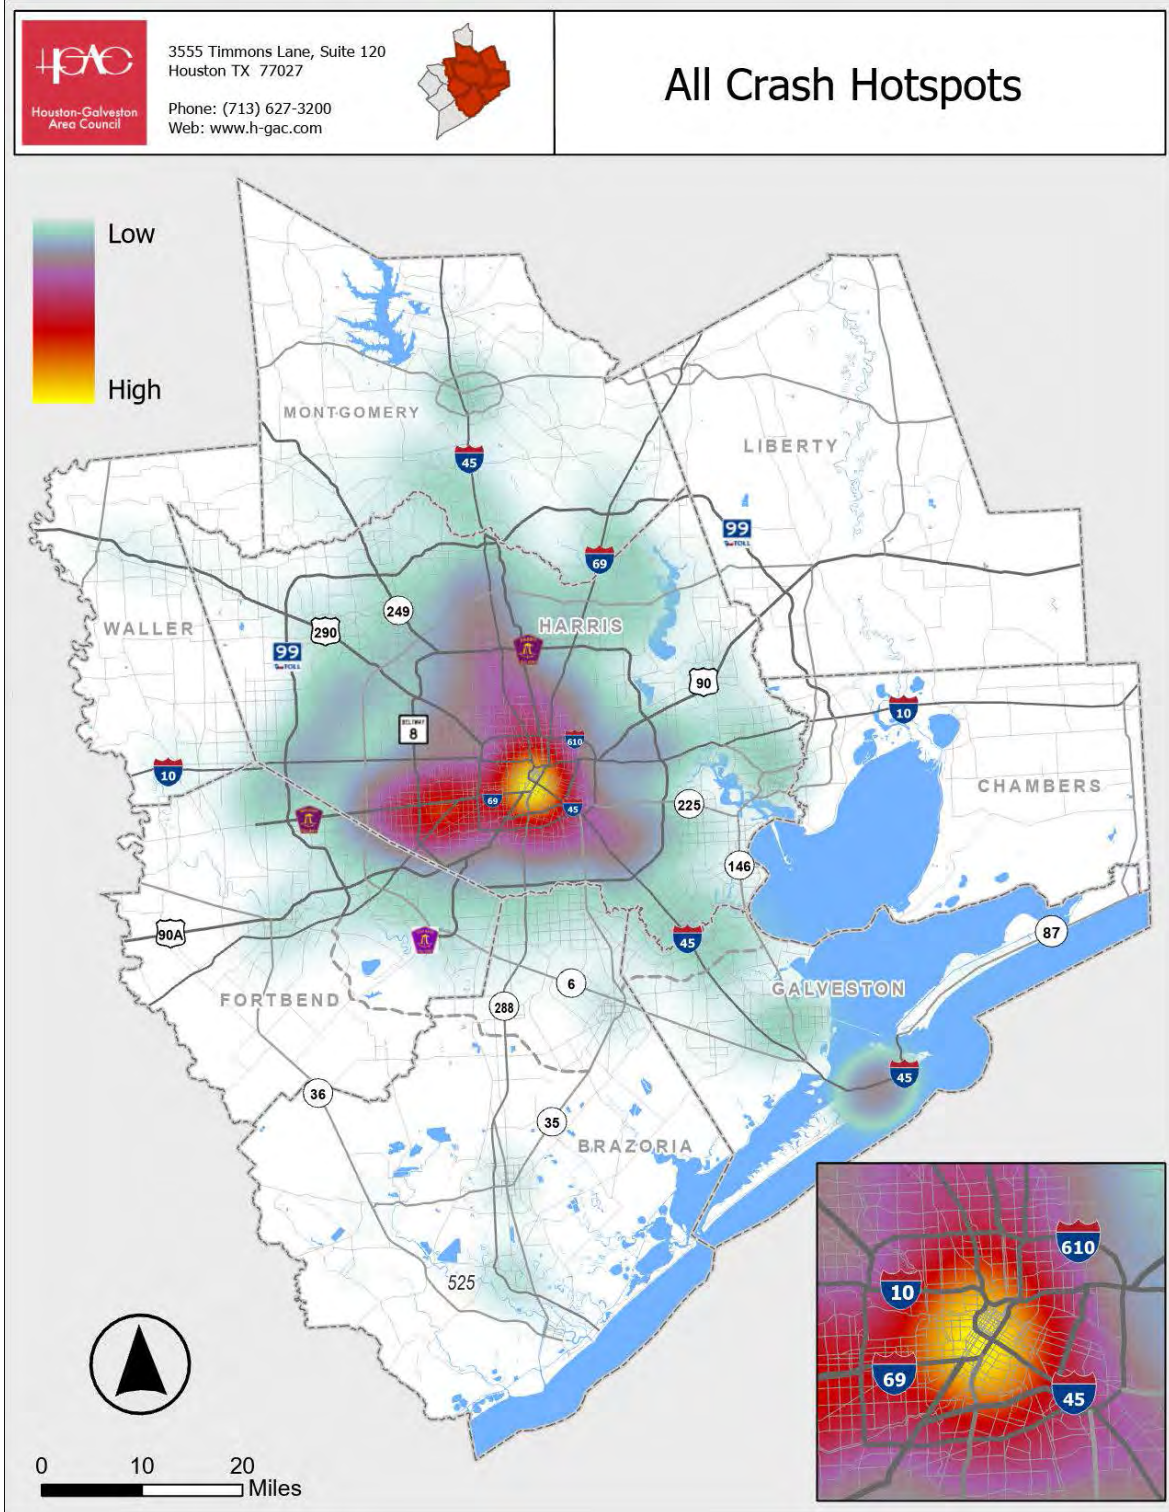 HGAC
Houston-Galveston
Area Council
3555 Timmons Lane, Suite 120
Houston TX 77027
Phone: (713) 627-3200
Web: www.h-gac.com
All Crash Hotspots
Low
High
MONTGOMERY
LIBERTY
45
99
TOLL
69
249
HARRIS
WALLER
290
99
TOLL
90
BELTWAY
8
10
610
10
CHAMBERS
69
45
225
146
90A
45
87
6
GALVESTON
FORTBEND
288
45
36
35
BRAZORIA
610
525
10
69
45
0 10 20
Miles